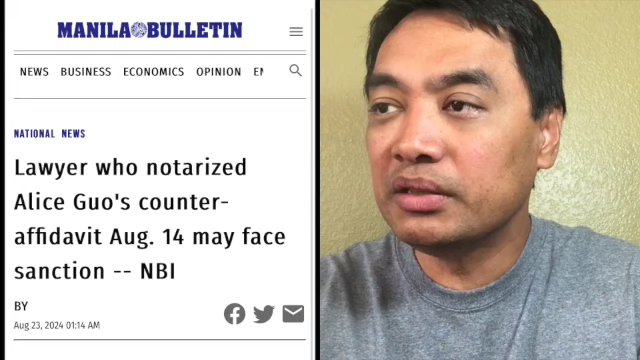 MANILA BULLETIN
NEWS BUSINESS ECONOMICS OPINION
NATIONAL NEWS
Lawyer who notarized
Alice Guo's counter-
affidavit Aug. 14 may face
sanction -- NBI
BY
Aug 23, 2024 01:14 AM